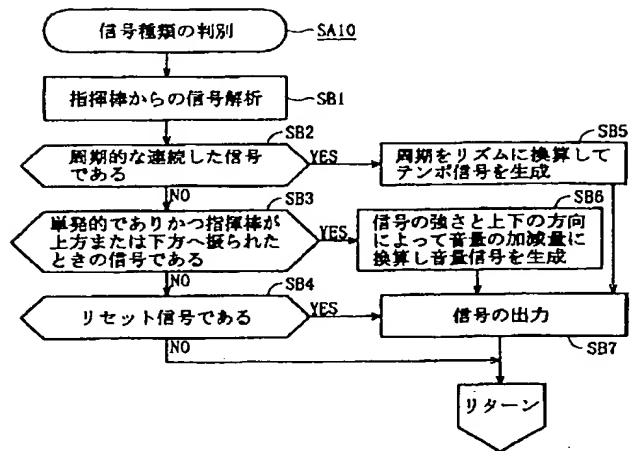 信号種類の判別
SA10
指揮棒からの信号解析
SB1
SB2
周期的な連続した信号
である
YES
SB5
周期をリズムに換算して
テンポ信号を生成
NO
SB3
単発的でありかつ指揮棒が
上方または下方へ振られた
ときの信号である
YES
SB6
信号の強さと上下の方向
によって音量の加減量に
換算し音量信号を生成
NO
SB4
リセット信号である
YES
信号の出力
SB7
NO
リターン